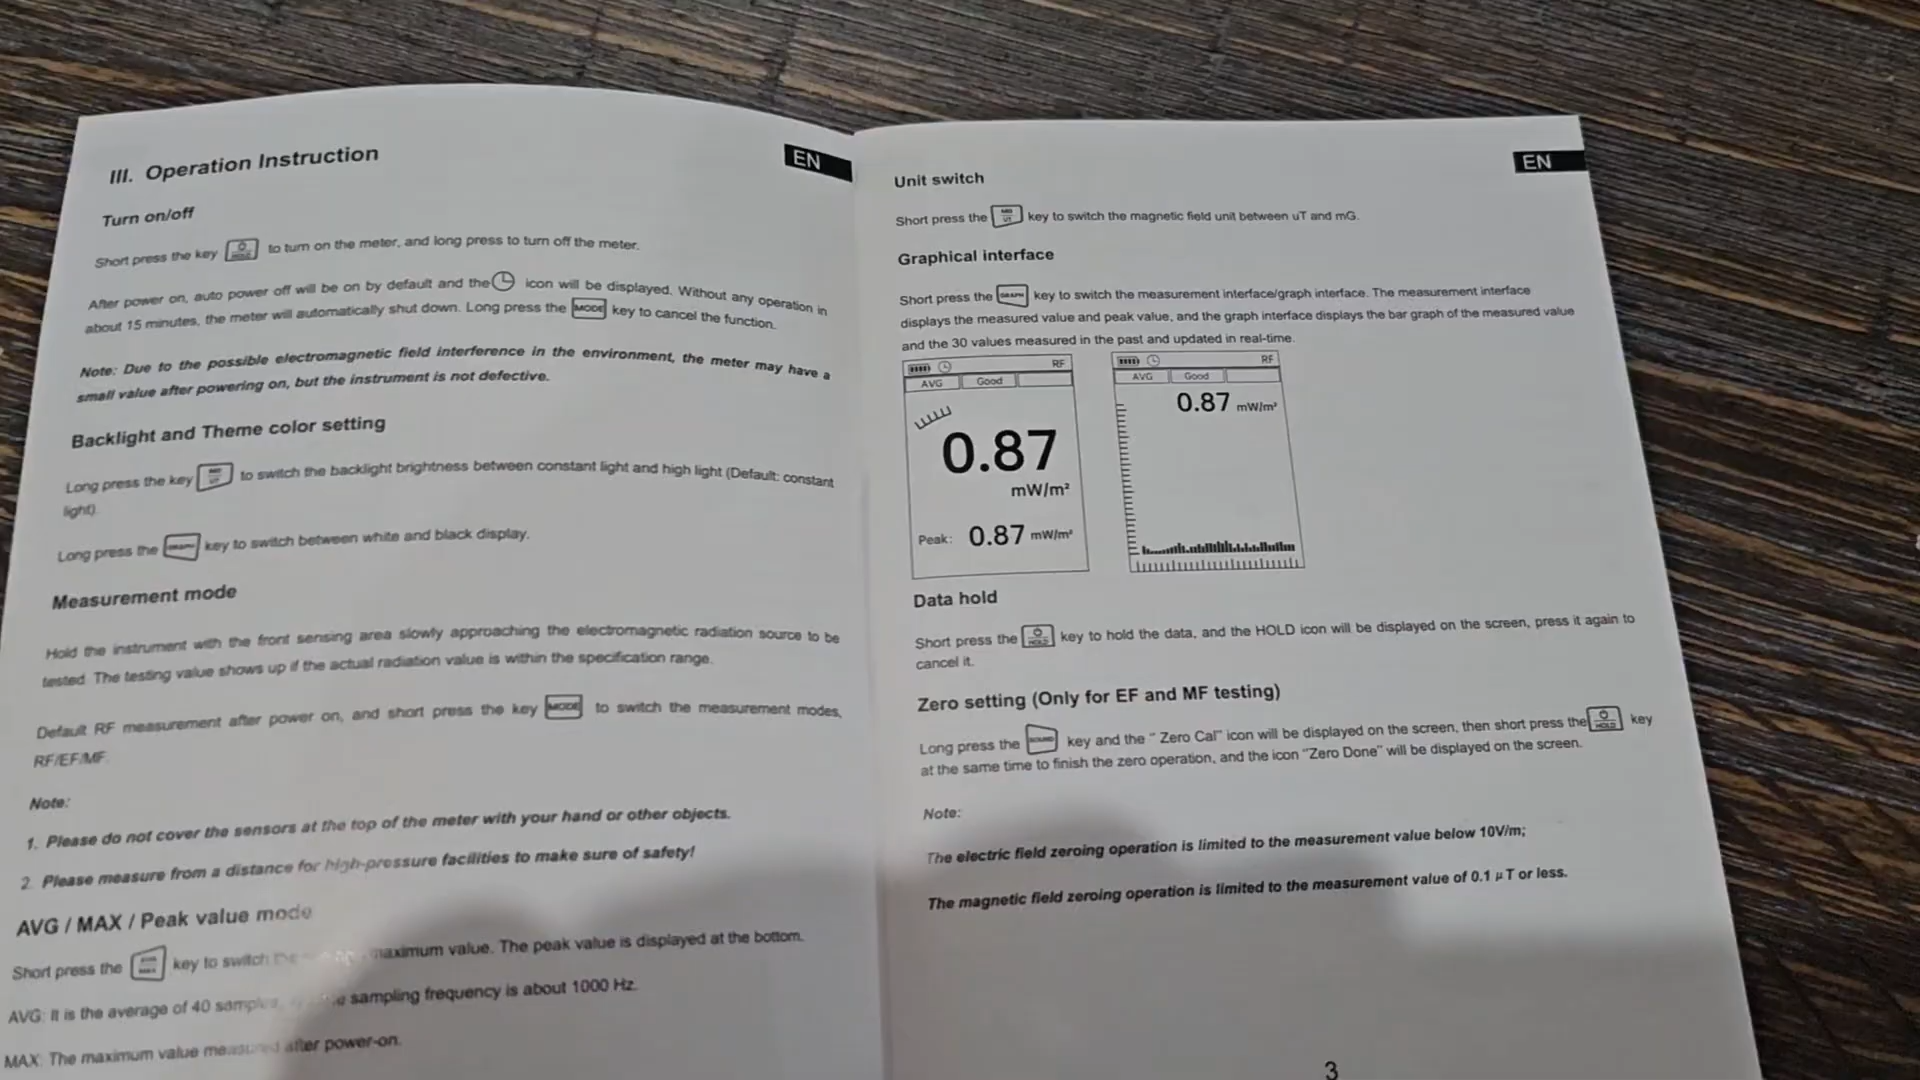 III. Operation Instruction
EN
Turn on/off
Short press the key HOLD to turn on the meter, and long press to turn off the meter.
After power on, auto power off will be on by default and the icon will be displayed. Without any operation in
about 15 minutes, the meter will automatically shut down. Long press the MODE key to cancel the function.
Note: Due to the possible electromagnetic field interference in the environment, the meter may have a
small value after powering on, but the instrument is not defective.
Backlight and Theme color setting
Long press the key UT to switch the backlight brightness between constant light and high light (Default: constant
light).
Long press the GRAPH key to switch between white and black display.
Measurement mode
Hold the instrument with the front sensing area slowly approaching the electromagnetic radiation source to be
tested. The testing value shows up if the actual radiation value is within the specification range.
Default RF measurement after power on, and short press the key MODE to switch the measurement modes,
RF/EF/MF.
Note:
1. Please do not cover the sensors at the top of the meter with your hand or other objects.
2. Please measure from a distance for high-pressure facilities to make sure of safety!
AVG / MAX / Peak value mode
Short press the key to switch the maximum value. The peak value is displayed at the bottom.
AVG: It is the average of 40 samples, sampling frequency is about 1000 Hz.
MAX: The maximum value measured after power-on.
EN
Unit switch
Short press the UT key to switch the magnetic field unit between uT and mG.
Graphical interface
Short press the GRAPH key to switch the measurement interface/graph interface. The measurement interface
displays the measured value and peak value, and the graph interface displays the bar graph of the measured value
and the 30 values measured in the past and updated in real-time.
RF
AVG Good
0.87
mW/m²
Peak: 0.87 mW/m²
RF
AVG Good
0.87 mW/m²
Data hold
Short press the HOLD key to hold the data, and the HOLD icon will be displayed on the screen, press it again to
cancel it.
Zero setting (Only for EF and MF testing)
Long press the SOUND key and the “ Zero Cal” icon will be displayed on the screen, then short press the HOLD key
at the same time to finish the zero operation, and the icon “Zero Done” will be displayed on the screen.
Note:
The electric field zeroing operation is limited to the measurement value below 10V/m;
The magnetic field zeroing operation is limited to the measurement value of 0.1 μT or less.
3